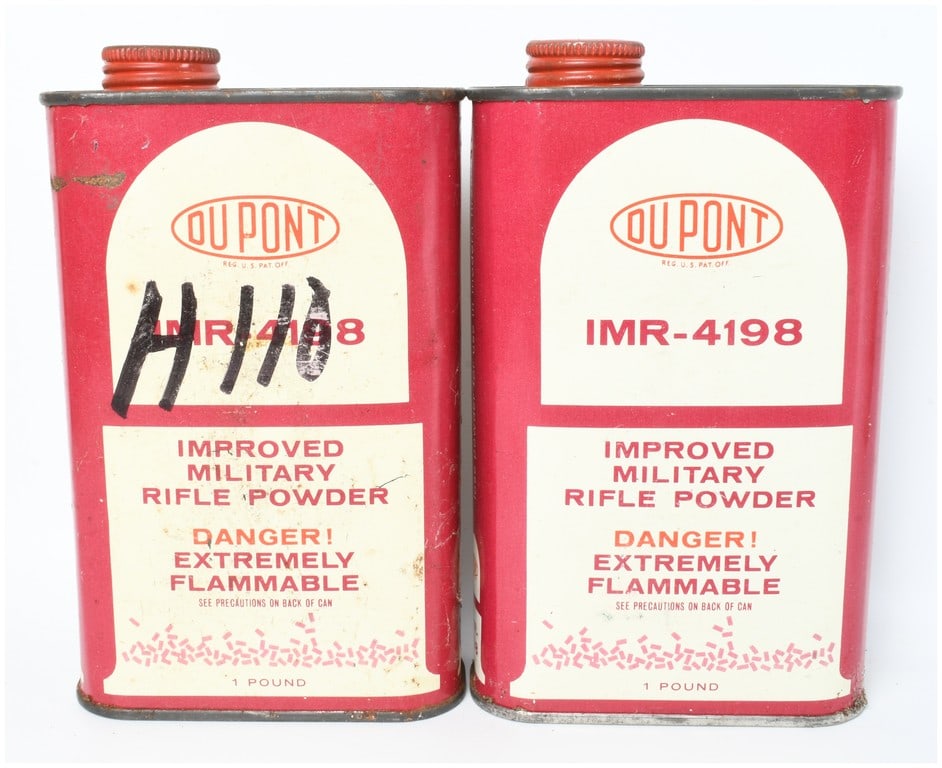 DU PONT
REG. U.S. PAT. OFF.
IMR-4198
H 110
IMPROVED
MILITARY
RIFLE POWDER
DANGER!
EXTREMELY
FLAMMABLE
SEE PRECAUTIONS ON BACK OF CAN
1 POUND
DU PONT
REG. U.S. PAT. OFF.
IMR-4198
IMPROVED
MILITARY
RIFLE POWDER
DANGER!
EXTREMELY
FLAMMABLE
SEE PRECAUTIONS ON BACK OF CAN
1 POUND